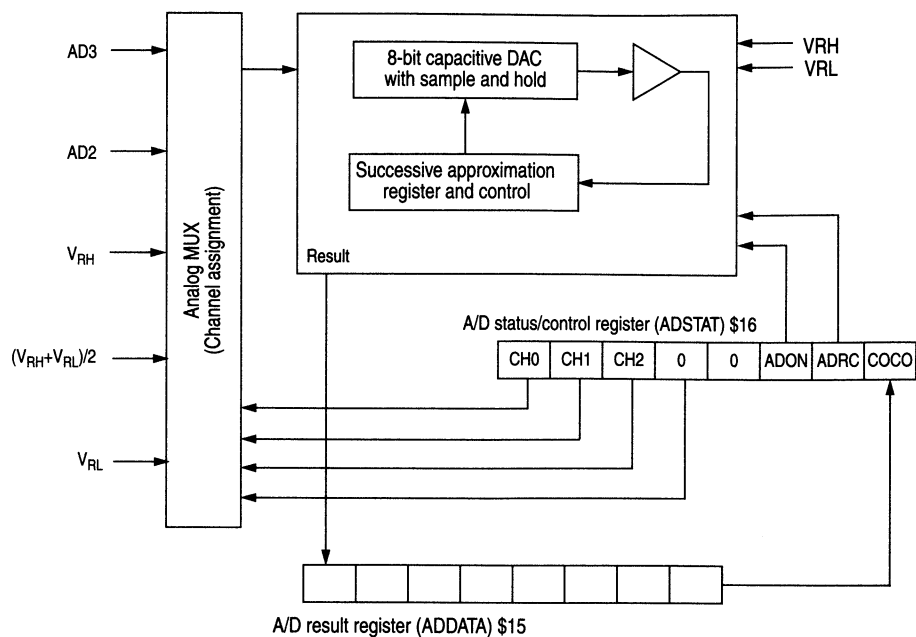 AD3
AD2
V_RH
(V_RH+V_RL)/2
V_RL
Analog MUX
(Channel assignment)
8-bit capacitive DAC
with sample and hold
Successive approximation
register and control
Result
VRH
VRL
A/D status/control register (ADSTAT) $16
CH0 CH1 CH2 0 0 ADON ADRC COCO
A/D result register (ADDATA) $15